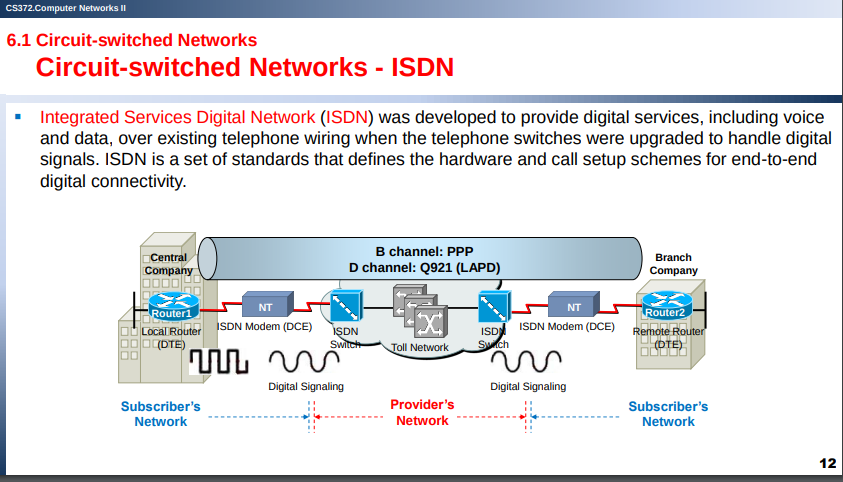 CS372.Computer Networks II
6.1 Circuit-switched Networks
Circuit-switched Networks - ISDN
Integrated Services Digital Network (ISDN) was developed to provide digital services, including voice
and data, over existing telephone wiring when the telephone switches were upgraded to handle digital
signals. ISDN is a set of standards that defines the hardware and call setup schemes for end-to-end
digital connectivity.
B channel: PPP
D channel: Q921 (LAPD)
Central
Company
Branch
Company
Router1
NT
NT
Router2
Local Router
(DTE)
ISDN Modem (DCE)
ISDN
Switch
Toll Network
ISDN
Switch
ISDN Modem (DCE)
Remote Router
(DTE)
Digital Signaling
Digital Signaling
Subscriber's
Network
Provider's
Network
Subscriber's
Network
12